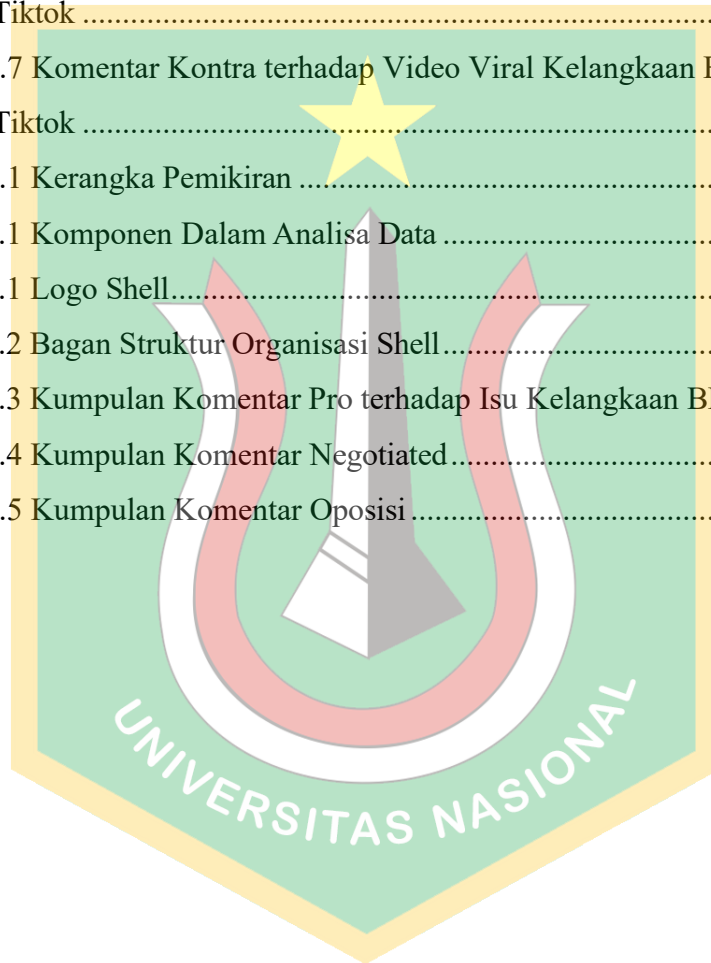 Tiktok ....................................................................................
.7 Komentar Kontra terhadap Video Viral Kelangkaan
Tiktok ....................................................................................
.1 Kerangka Pemikiran ....................................................
.1 Komponen Dalam Analisa Data ..................................
.1 Logo Shell....................................................................
.2 Bagan Struktur Organisasi Shell..................................
.3 Kumpulan Komentar Pro terhadap Isu Kelangkaan
.4 Kumpulan Komentar Negotiated.................................
.5 Kumpulan Komentar Oposisi ......................................
UNIVERSITAS NASIONAL